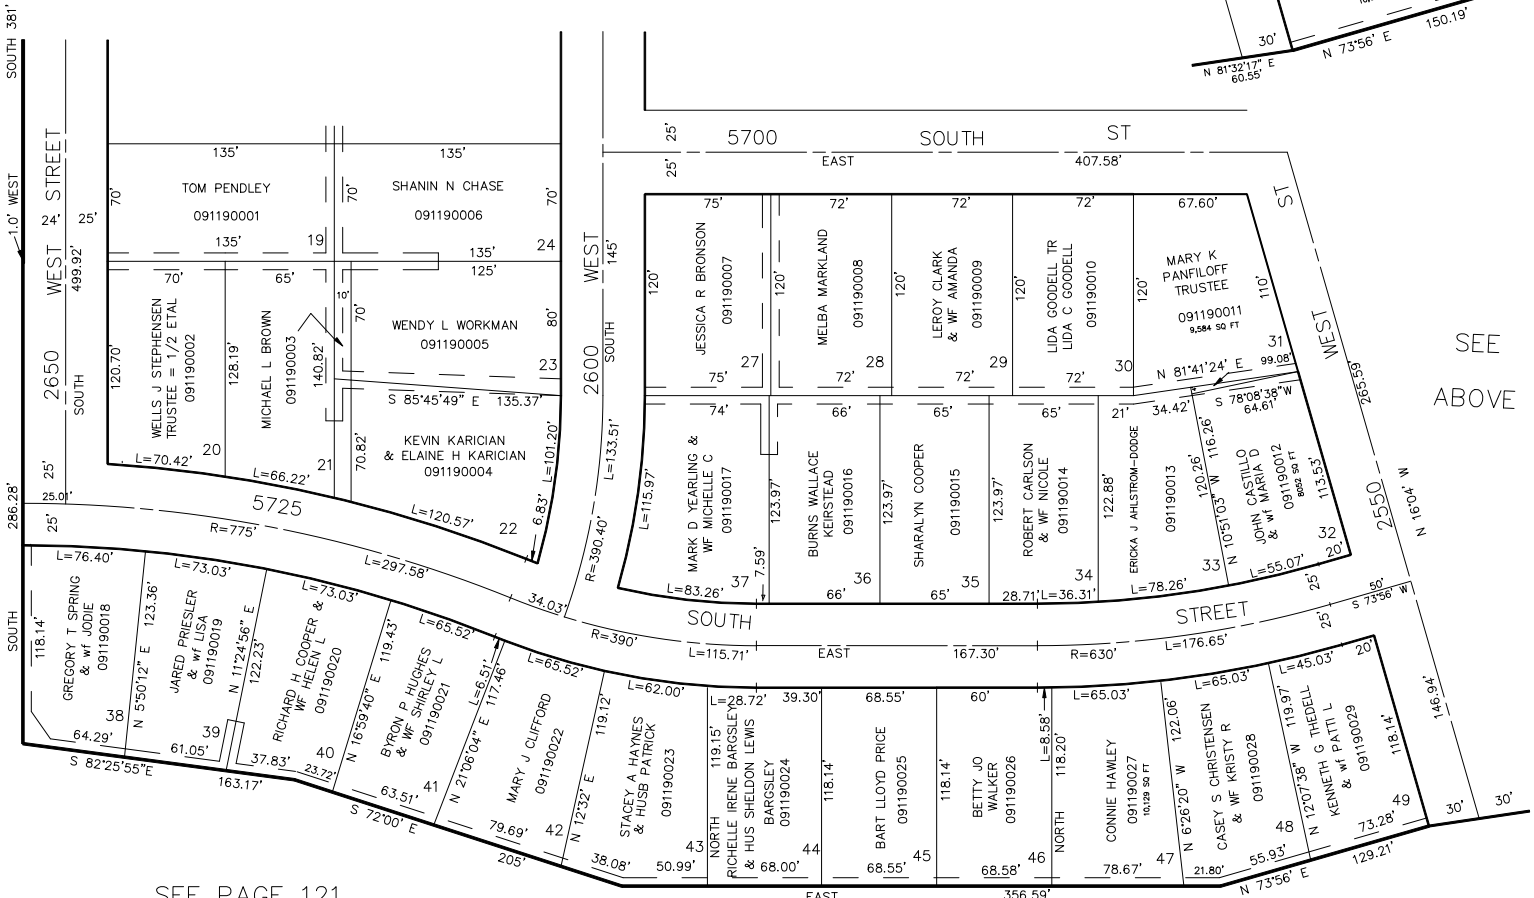 SOUTH 381'
1.0' WEST
286.28'
SOUTH
2650 WEST STREET
24' 25'
499.92'
SOUTH
25'
25.01'
25'
135'
135'
TOM PENDLEY
091190001
70'
70'
135'
19
SHANIN N CHASE
091190006
70'
135'
24
125'
70'
65'
WELLS J STEPHENSEN
TRUSTEE = 1/2 ETAL
091190002
120.70'
128.19'
20
L=70.42'
MICHAEL L BROWN
091190003
140.82'
10'
21
L=66.22'
70'
WENDY L WORKMAN
091190005
80'
23
S 85°45'49" E 135.37'
KEVIN KARICIAN
& ELAINE H KARICIAN
091190004
70.82'
L=101.20'
6.83'
22
L=120.57'
5725
R=775'
L=297.58'
34.03'
2600 WEST
145'
SOUTH
L=133.51'
R=390.40'
25'
25'
5700 SOUTH ST
EAST 407.58'
N 81°32'17" E
60.55'
30'
N 73°56' E 150.19'
75'
JESSICA R BRONSON
091190007
120'
120'
27
75'
72'
MELBA MARKLAND
091190008
120'
28
72'
72'
LEROY CLARK
& WF AMANDA
091190009
120'
29
72'
72'
LIDA GOODELL TR
LIDA C GOODELL
091190010
120'
30
72'
67.60'
MARY K
PANFILOFF
TRUSTEE
091190011
9,584 SQ FT
110'
31
N 81°41'24" E 99.08'
S 78°08'38" W
64.61'
ST
WEST
265.59'
2550
N 16°04' W
SEE
ABOVE
74'
MARK D YEARLING &
WF MICHELLE C
091190017
L=115.97'
123.97'
37
7.59'
L=83.26'
66'
BURNS WALLACE
KEIRSTEAD
091190016
123.97'
36
66'
65'
SHARALYN COOPER
091190015
123.97'
35
65'
65'
ROBERT CARLSON
& WF NICOLE
091190014
122.88'
34
28.71'
L=36.31'
21'
34.42'
ERICKA J AHLSTROM-DODGE
091190013
120.26'
33
L=78.26'
N 10°51'03" W 116.26'
JOHN CASTILLO
& wf MARIA D
091190012
8052 SQ FT
113.53'
32
L=55.07'
20'
SOUTH STREET
R=390'
L=115.71'
EAST
167.30'
R=630'
L=176.65'
25'
25'
50'
S 73°56' W
L=76.40'
GREGORY T SPRING
& wf JODIE
091190018
118.14'
38
64.29'
N 5°50'12" E 123.36'
L=73.03'
JARED PRIESLER
& wf LISA
091190019
39
61.05'
N 11°24'56" E
122.23'
L=73.03'
RICHARD H COOPER &
WF HELEN L
091190020
40
37.83'
23.72'
N 16°59'40" E 119.43'
L=65.52'
BYRON P HUGHES
& WF SHIRLEY L
091190021
41
63.51'
L=6.51'
N 21°06'04" E 117.46'
L=65.52'
MARY J CLIFFORD
091190022
42
79.69'
N 12°32' E 119.12'
L=62.00'
STACEY A HAYNES
& HUSB PATRICK
091190023
43
38.08'
50.99'
NORTH 119.15'
L=28.72'
39.30'
RICHELLE IRENE BARGSLEY
& HUS SHELDON LEWIS
BARGSLEY
091190024
118.14'
44
68.00'
68.55'
BART LLOYD PRICE
091190025
118.14'
45
68.55'
60'
BETTY JO
WALKER
091190026
46
68.58'
L=8.58'
NORTH 118.20'
L=65.03'
CONNIE HAWLEY
091190027
10,129 SQ FT
47
78.67'
N 6°26'20" W 122.06'
L=65.03'
CASEY S CHRISTENSEN
& WF KRISTY R
091190028
48
21.80'
55.93'
N 12°07'38" W 119.97'
L=45.03'
20'
KENNETH G THEDELL
& wf PATTI L
091190029
118.14'
49
73.28'
146.94'
30'
30'
S 82°25'55"E
163.17'
S 72°00' E
205'
EAST
356.59'
N 73°56' E
129.21'
SEE PAGE 121